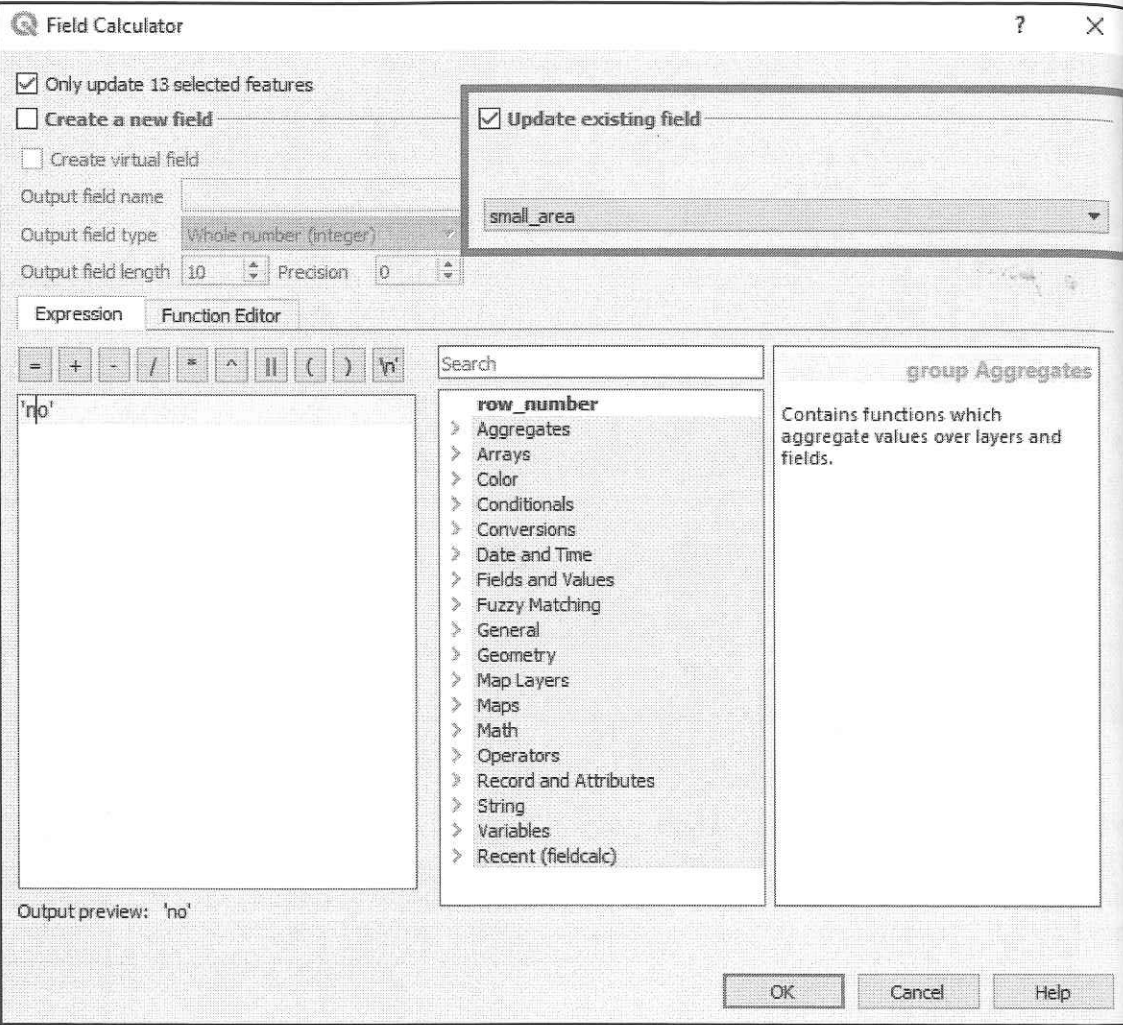 Field Calculator ? X
Only update 13 selected features
Create a new field
Update existing field
Create virtual field
Output field name
small_area
Output field type Whole number (integer)
Output field length 10 Precision 0
Expression Function Editor
= + - / * ^ || ( ) '\n'
Search
group Aggregates
'no'
row_number
Contains functions which
aggregate values over layers and
fields.
Aggregates
Arrays
Color
Conditionals
Conversions
Date and Time
Fields and Values
Fuzzy Matching
General
Geometry
Map Layers
Maps
Math
Operators
Record and Attributes
String
Variables
Recent (fieldcalc)
Output preview: 'no'
OK Cancel Help